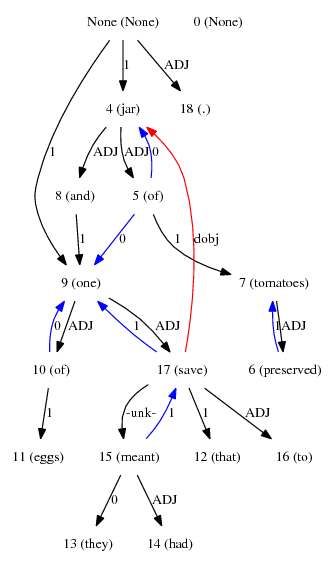 None (None) 0 (None)
1 ADJ
4 (jar) 18 (.)
1 ADJ ADJ 0
8 (and) 5 (of)
1 0 1 dobj
9 (one) 7 (tomatoes)
0 ADJ 1 ADJ 1 ADJ
10 (of) 17 (save) 6 (preserved)
1 -unk- 1 1 ADJ
11 (eggs) 15 (meant) 12 (that) 16 (to)
0 ADJ
13 (they) 14 (had)